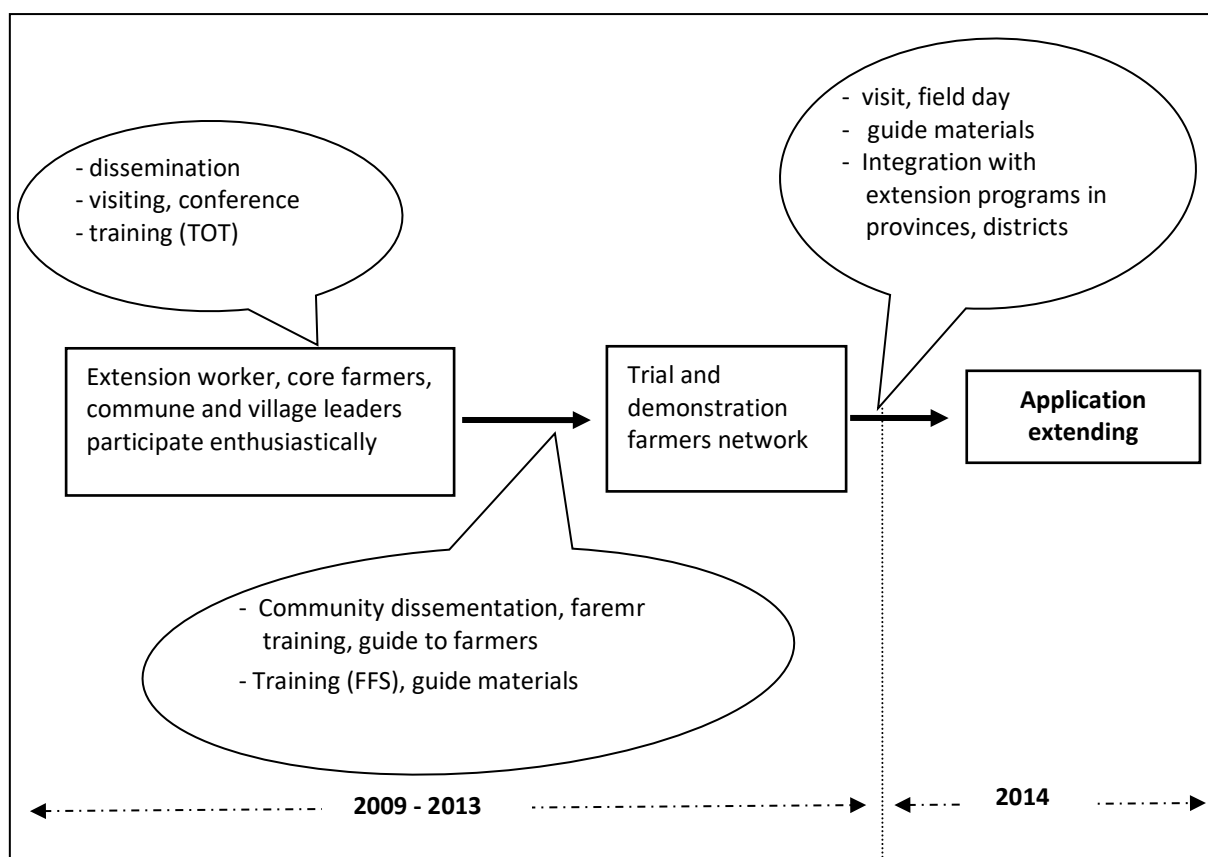 - visit, field day
- guide materials
- Integration with
extension programs in
provinces, districts
- dissemination
- visiting, conference
- training (TOT)
Extension worker, core farmers,
commune and village leaders
participate enthusiastically
Trial and
demonstration
farmers network
Application
extending
- Community dissementation, faremr
training, guide to farmers
- Training (FFS), guide materials
2009 - 2013
2014